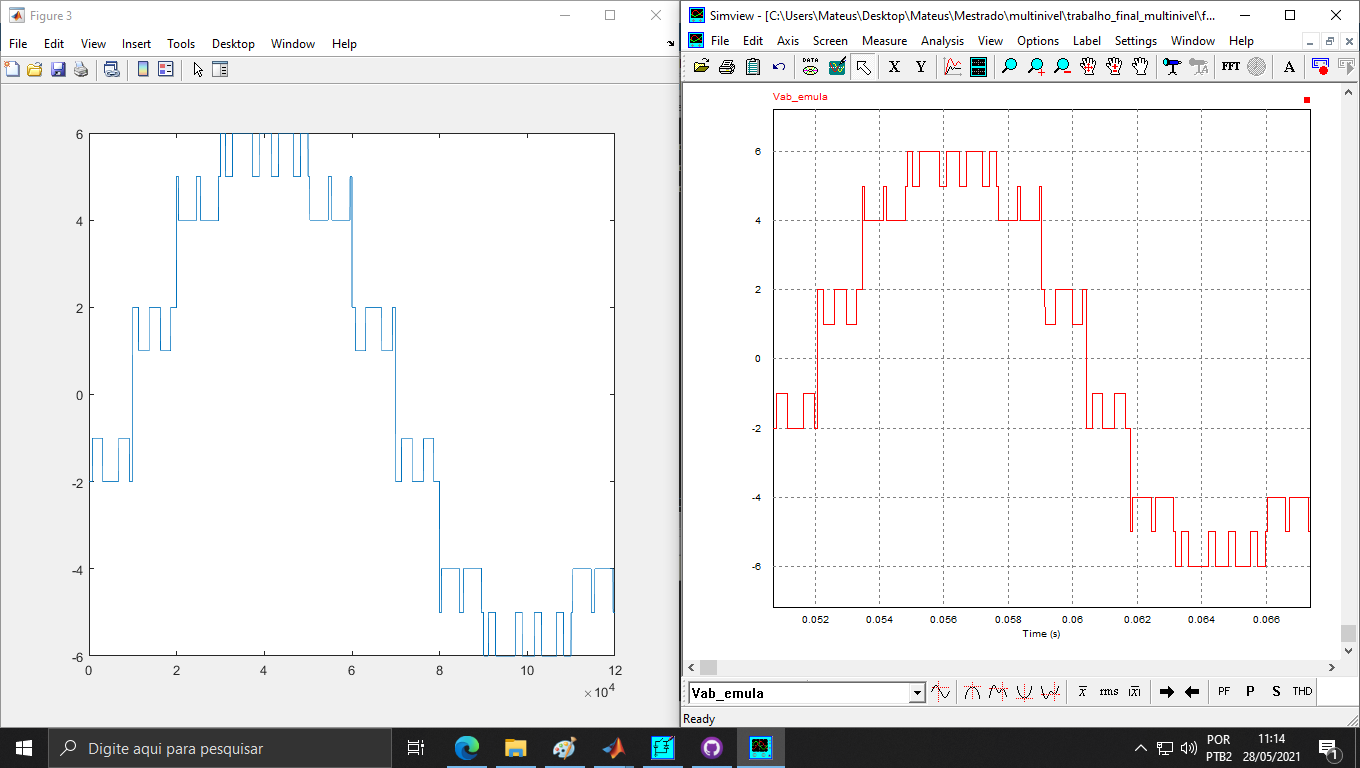 Figure 3
File Edit View Insert Tools Desktop Window Help
6
4
2
0
-2
-4
-6
0 2 4 6 8 10 12
×10⁴
Simview - [C:\Users\Mateus\Desktop\Mateus\Mestrado\multinivel\trabalho_final_multinivel\f...
File Edit Axis Screen Measure Analysis View Options Label Settings Window Help
DATA X Y FFT A
Vab_emula
6
4
2
0
-2
-4
-6
0.052 0.054 0.056 0.058 0.06 0.062 0.064 0.066
Time (s)
Vab_emula x rms |x| PF P S THD
Ready
Digite aqui para pesquisar
POR
PTB2
11:14
28/05/2021
1